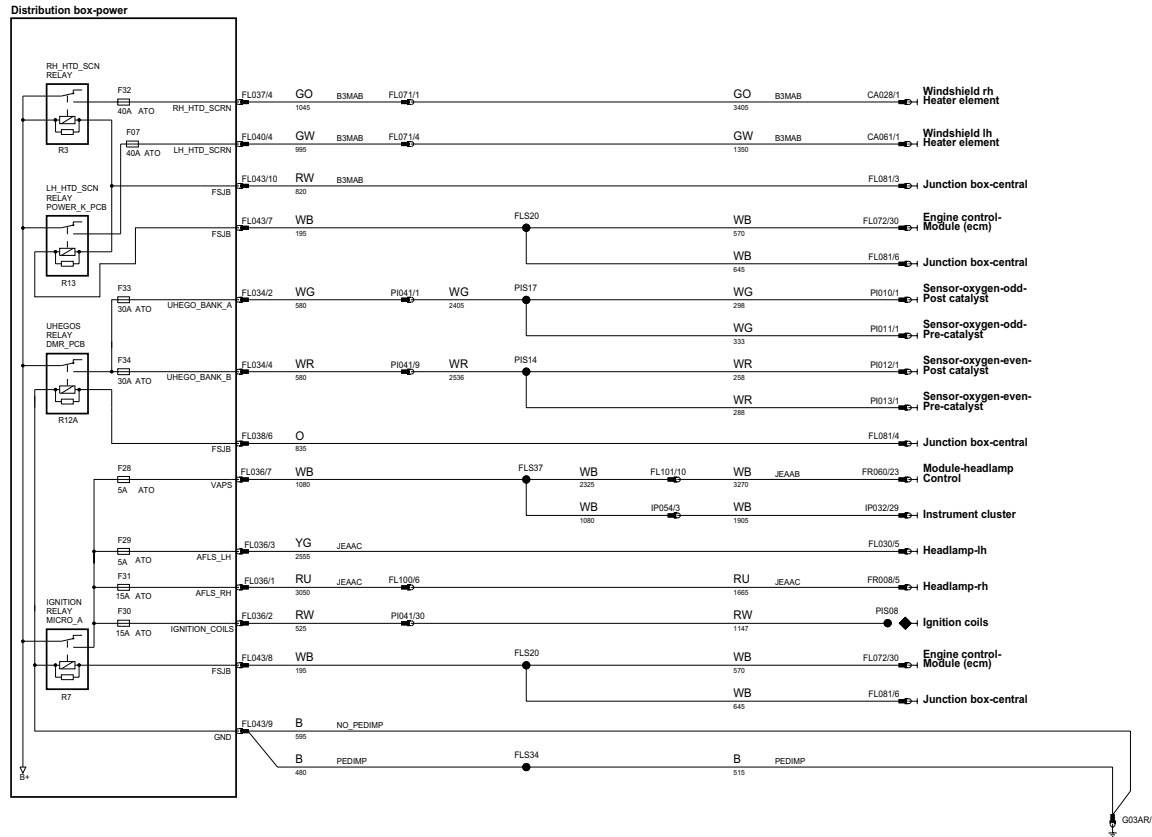 Distribution box-power
RH_HTD_SCN
RELAY
F32
40A ATO
RH_HTD_SCRN
FL037/4
GO
1045
B3MAB
FL071/1
GO
3405
B3MAB
CA028/1
Windshield rh
Heater element
R3
F07
40A ATO
LH_HTD_SCRN
FL040/4
GW
995
B3MAB
FL071/4
GW
1350
B3MAB
CA061/1
Windshield lh
Heater element
FSJB
FL043/10
RW
820
B3MAB
FL081/3
Junction box-central
LH_HTD_SCN
RELAY
POWER_K_PCB
R13
FSJB
FL043/7
WB
195
FLS20
WB
570
FL072/30
Engine control-
Module (ecm)
WB
645
FL081/6
Junction box-central
F33
30A ATO
UHEGO_BANK_A
FL034/2
WG
580
PI041/1
WG
2405
PIS17
WG
298
PI010/1
Sensor-oxygen-odd-
Post catalyst
WG
333
PI011/1
Sensor-oxygen-odd-
Pre-catalyst
UHEGOS
RELAY
DMR_PCB
R12A
F34
30A ATO
UHEGO_BANK_B
FL034/4
WR
580
PI041/9
WR
2536
PIS14
WR
258
PI012/1
Sensor-oxygen-even-
Post catalyst
WR
288
PI013/1
Sensor-oxygen-even-
Pre-catalyst
FSJB
FL038/6
O
835
FL081/4
Junction box-central
F28
5A ATO
VAPS
FL036/7
WB
1080
FLS37
WB
2325
FL101/10
WB
3270
JEAAB
FR060/23
Module-headlamp
Control
WB
1080
IP054/3
WB
1905
IP032/29
Instrument cluster
F29
5A ATO
AFLS_LH
FL036/3
YG
2555
JEAAC
FL030/5
Headlamp-lh
F31
15A ATO
AFLS_RH
FL036/1
RU
3050
JEAAC
FL100/6
RU
1665
JEAAC
FR008/5
Headlamp-rh
IGNITION
RELAY
MICRO_A
R7
F30
15A ATO
IGNITION_COILS
FL036/2
RW
525
PI041/30
RW
1147
PIS08
Ignition coils
FSJB
FL043/8
WB
195
FLS20
WB
570
FL072/30
Engine control-
Module (ecm)
WB
645
FL081/6
Junction box-central
GND
FL043/9
B
595
NO_PEDIMP
B
480
PEDIMP
FLS34
B
515
PEDIMP
B+
G03AR/